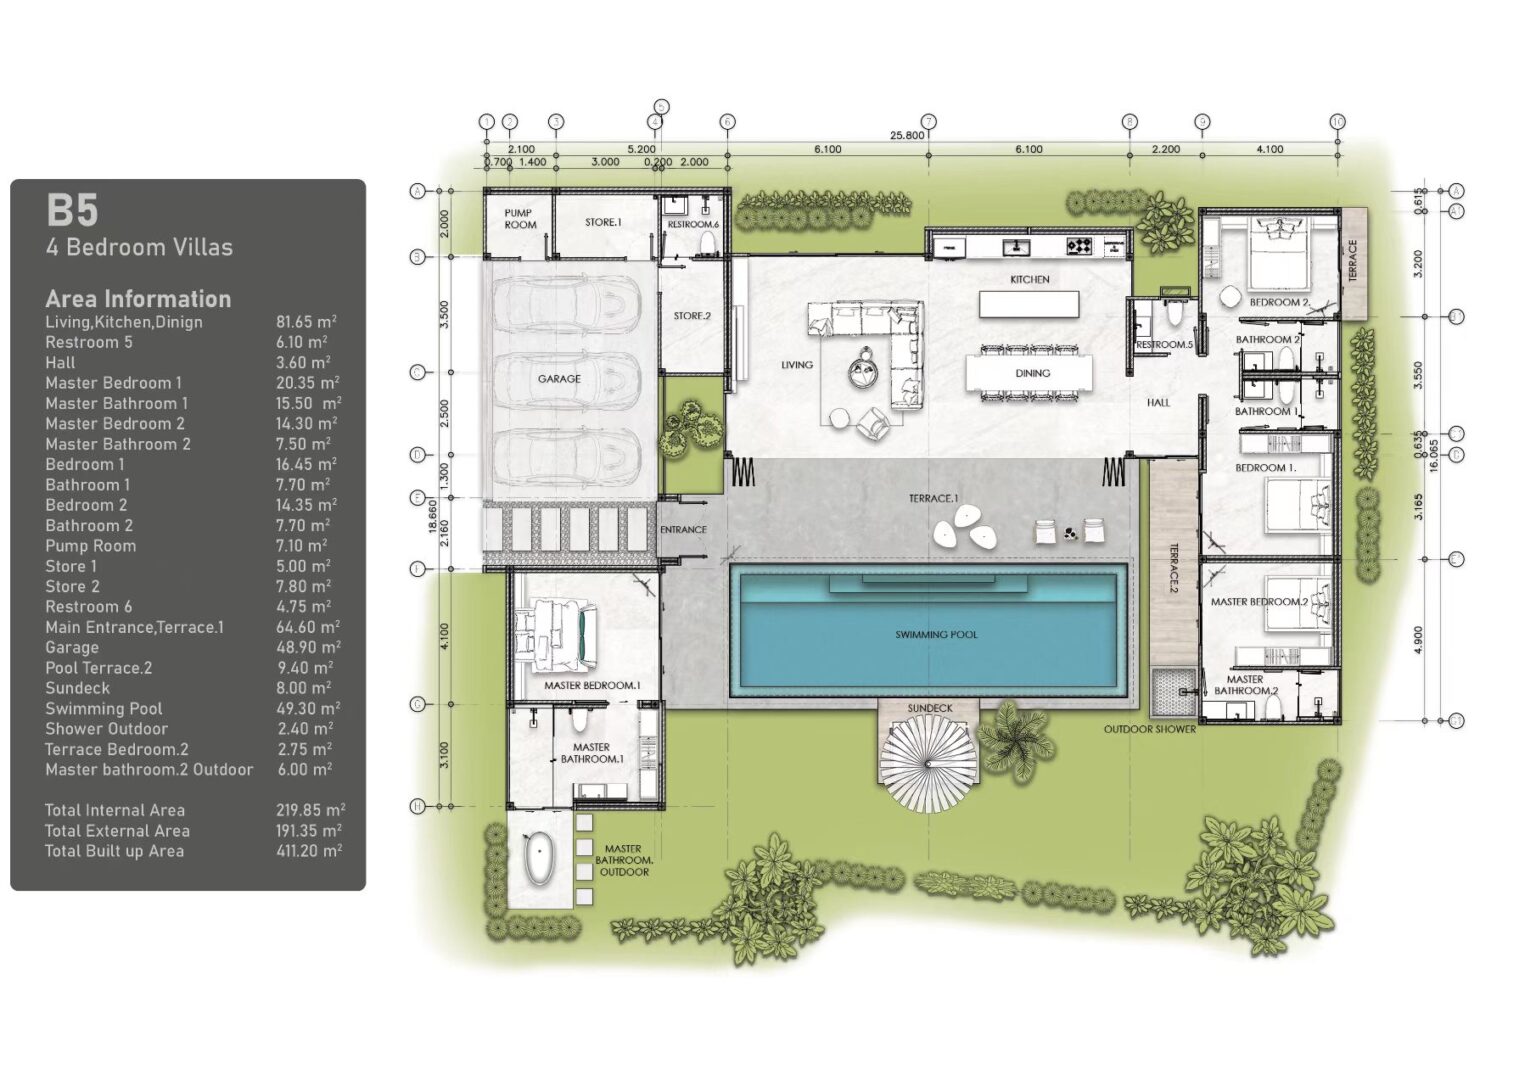 B5
4 Bedroom Villas
Area Information
Living,Kitchen,Dinign 81.65 m²
Restroom 5 6.10 m²
Hall 3.60 m²
Master Bedroom 1 20.35 m²
Master Bathroom 1 15.50 m²
Master Bedroom 2 14.30 m²
Master Bathroom 2 7.50 m²
Bedroom 1 16.45 m²
Bathroom 1 7.70 m²
Bedroom 2 14.35 m²
Bathroom 2 7.70 m²
Pump Room 7.10 m²
Store 1 5.00 m²
Store 2 7.80 m²
Restroom 6 4.75 m²
Main Entrance,Terrace.1 64.60 m²
Garage 48.90 m²
Pool Terrace.2 9.40 m²
Sundeck 8.00 m²
Swimming Pool 49.30 m²
Shower Outdoor 2.40 m²
Terrace Bedroom.2 2.75 m²
Master bathroom.2 Outdoor 6.00 m²
Total Internal Area 219.85 m²
Total External Area 191.35 m²
Total Built up Area 411.20 m²
5
1 2 3 4 6 7 8 9 10
25.800
2.100 5.200 6.100 6.100 2.200 4.100
0.700 1.400 3.000 0.200 2.000
A
B
C
D
E
F
G
H
2.000
3.500
2.500
1.300
18.660
2.160
4.100
3.100
A
A1
B1
C1
D
E1
G1
0.615
3.200
3.550
0.635
16.065
3.165
4.900
PUMP
ROOM
STORE.1
RESTROOM.6
STORE.2
GARAGE
LIVING
KITCHEN
DINING
RESTROOM.5
HALL
BEDROOM 2.
TERRACE
BATHROOM 2
BATHROOM 1
BEDROOM 1.
ENTRANCE
TERRACE.1
TERRACE.2
SWIMMING POOL
MASTER BEDROOM.2
MASTER BEDROOM.1
MASTER
BATHROOM.2
MASTER
BATHROOM.1
SUNDECK
OUTDOOR SHOWER
MASTER
BATHROOM.
OUTDOOR